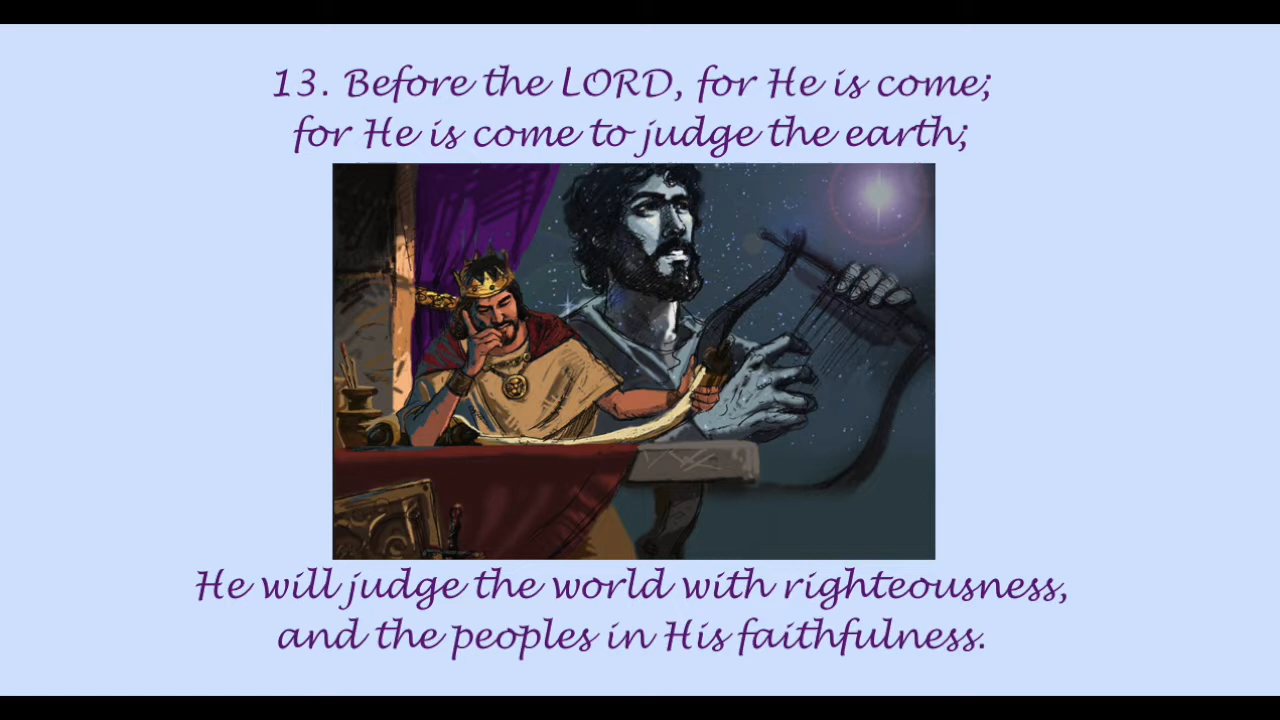 13. Before the LORD, for He is come;
for He is come to judge the earth;
He will judge the world with righteousness,
and the peoples in His faithfulness.